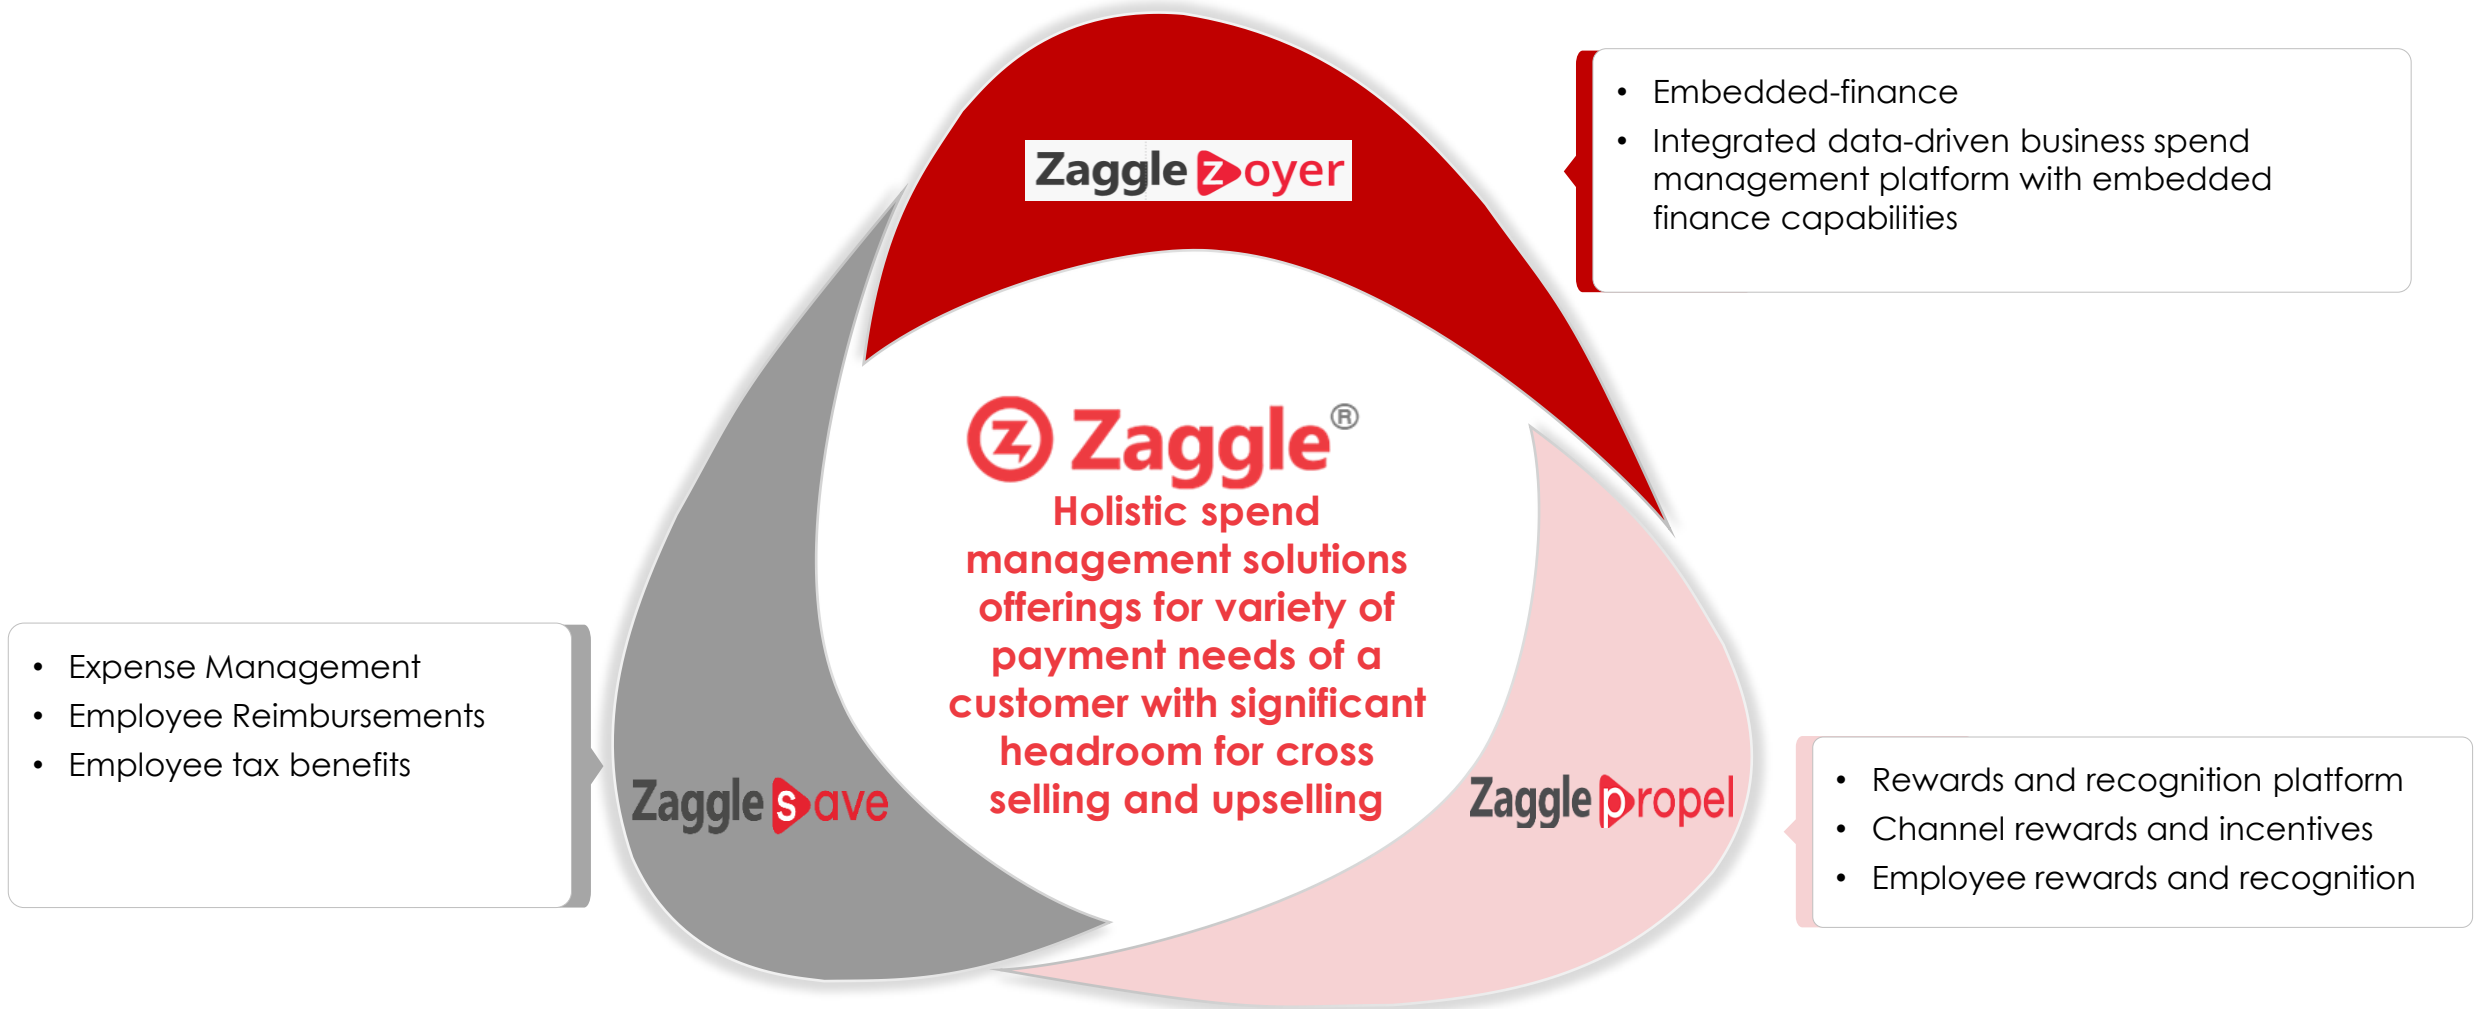 Zaggle zoyer
• Embedded-finance
• Integrated data-driven business spend
management platform with embedded
finance capabilities
Z Zaggle®
Holistic spend
management solutions
offerings for variety of
payment needs of a
customer with significant
headroom for cross
selling and upselling
• Expense Management
• Employee Reimbursements
• Employee tax benefits
Zaggle save
Zaggle propel
• Rewards and recognition platform
• Channel rewards and incentives
• Employee rewards and recognition